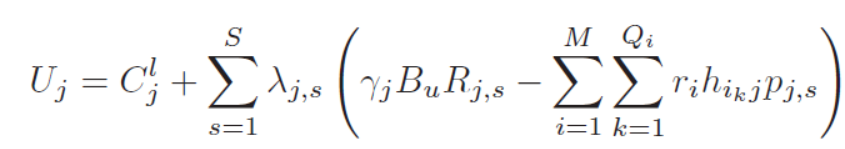 U_j = C_j^l + \sum_{s=1}^{S} \lambda_{j,s} \left( \gamma_j B_u R_{j,s} - \sum_{i=1}^{M} \sum_{k=1}^{Q_i} r_i h_{i_k j} p_{j,s} \right)